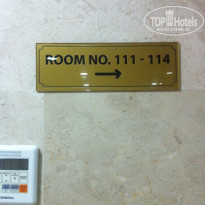 TOP Hotels
ROOM NO. 111 - 114
→